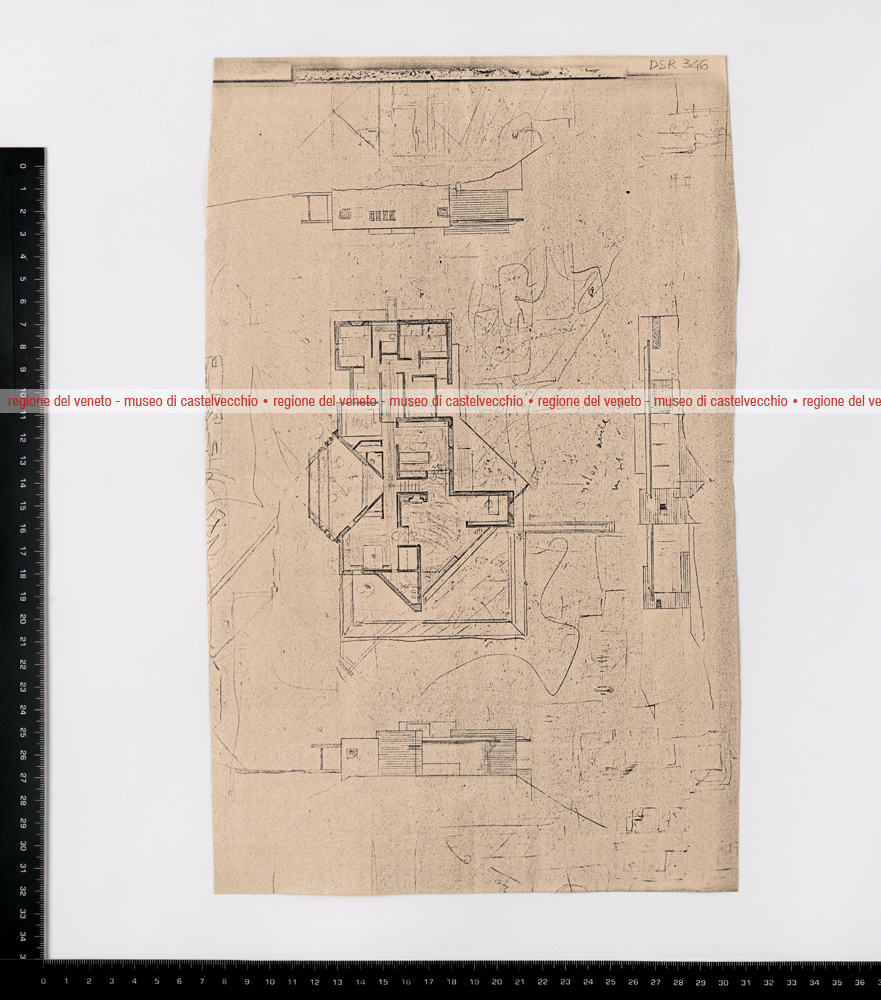 DSR 346
regione del veneto - museo di castelvecchio • regione del veneto - museo di castelvecchio • regione del veneto - museo di castelvecchio • regione del ve
0 1 2 3 4 5 6 7 8 9 10 11 12 13 14 15 16 17 18 19 20 21 22 23 24 25 26 27 28 29 30 31 32 33 34 3
0 1 2 3 4 5 6 7 8 9 10 11 12 13 14 15 16 17 18 19 20 21 22 23 24 25 26 27 28 29 30 31 32 33 34 35 36